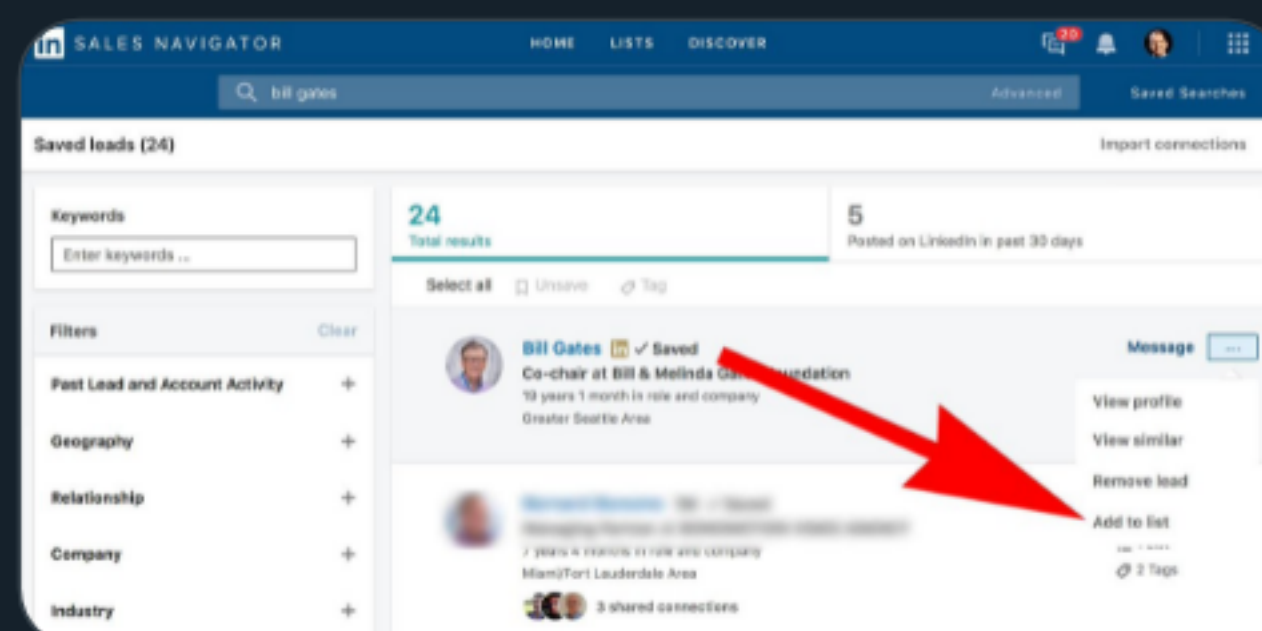 in SALES NAVIGATOR
HOME LISTS DISCOVER
20
bill gates
Advanced
Saved Searches
Saved leads (24)
Import connections
Keywords
Enter keywords ...
24
Total results
5
Posted on LinkedIn in past 30 days
Select all Unsave Tag
Filters Clear
Past Lead and Account Activity +
Geography +
Relationship +
Company +
Industry +
Bill Gates in ✓ Saved
Co-chair at Bill & Melinda
19 years 1 month in role and company
Greater Seattle Area
Message ...
View profile
View similar
Remove lead
Add to list
2 Tags
7 years 4 months in role and company
Miami/Fort Lauderdale Area
3 shared connections